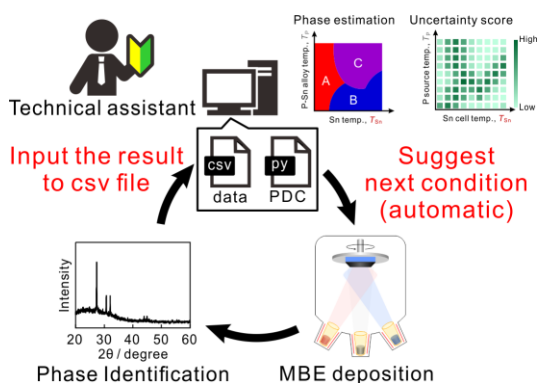 Phase estimation
Uncertainty score
P-Sn alloy temp., Tp
A
C
B
Sn temp., TSn
P source temp., Tp
High
Low
Sn cell temp., TSn
Technical assistant
Input the result
to csv file
csv
data
py
PDC
Suggest
next condition
(automatic)
Intensity
20 30 40 50 60
2θ / degree
Phase Identification
MBE deposition